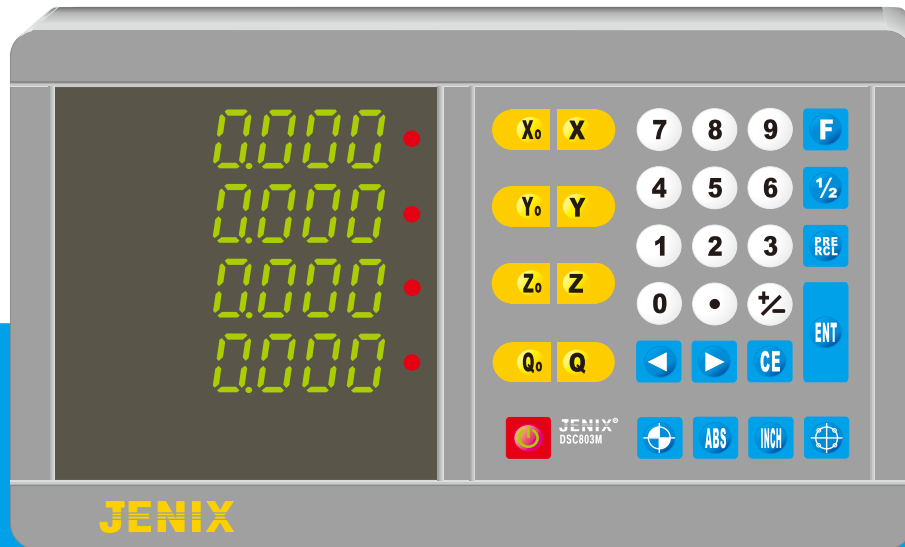 0.000
0.000
0.000
0.000
X₀ X 7 8 9 F
Y₀ Y 4 5 6 ½
1 2 3 PRE RCL
Z₀ Z 0 • +/- ENT
Q₀ Q ◀ ▶ CE
JENIX®
DSC803M
ABS INCH
JENIX